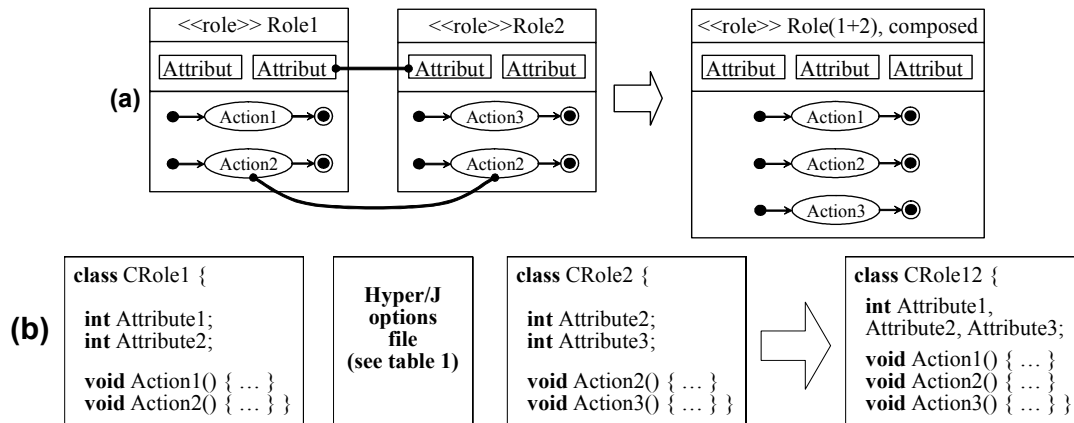 <<role>> Role1
<<role>>Role2
<<role>> Role(1+2), composed
Attribut Attribut
Attribut Attribut
Attribut Attribut Attribut
(a)
Action1
Action2
Action3
Action2
Action1
Action2
Action3
(b)
class CRole1 {
int Attribute1;
int Attribute2;
void Action1() { … }
void Action2() { … } }
Hyper/J
options
file
(see table 1)
class CRole2 {
int Attribute2;
int Attribute3;
void Action2() { … }
void Action3() { … } }
class CRole12 {
int Attribute1,
Attribute2, Attribute3;
void Action1() { … }
void Action2() { … }
void Action3() { … } }